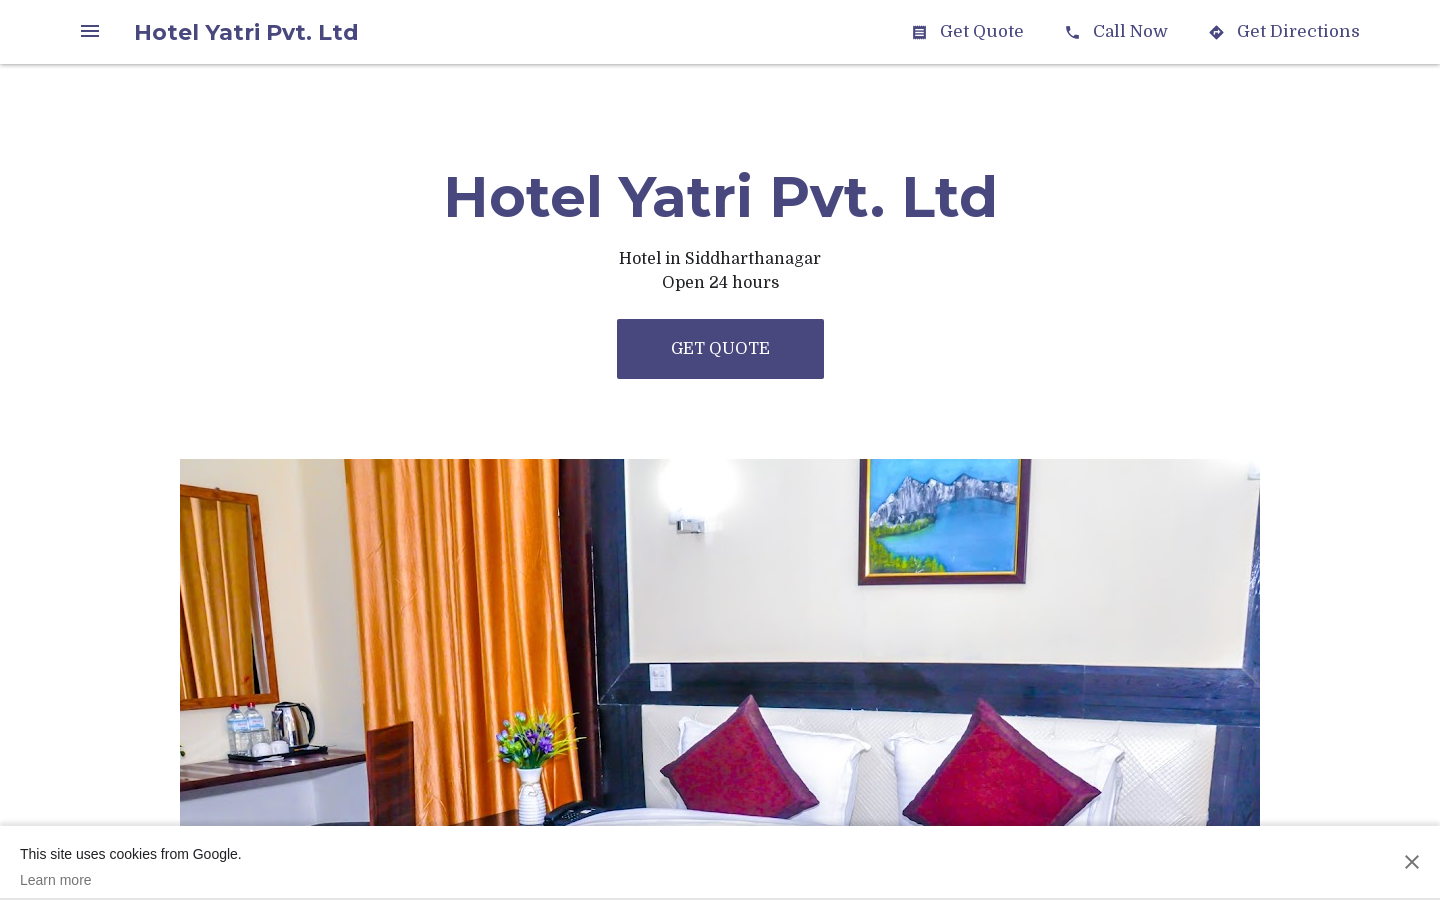 Hotel Yatri Pvt. Ltd
Get Quote
Call Now
Get Directions
Hotel Yatri Pvt. Ltd
Hotel in Siddharthanagar
Open 24 hours
GET QUOTE
This site uses cookies from Google.
Learn more